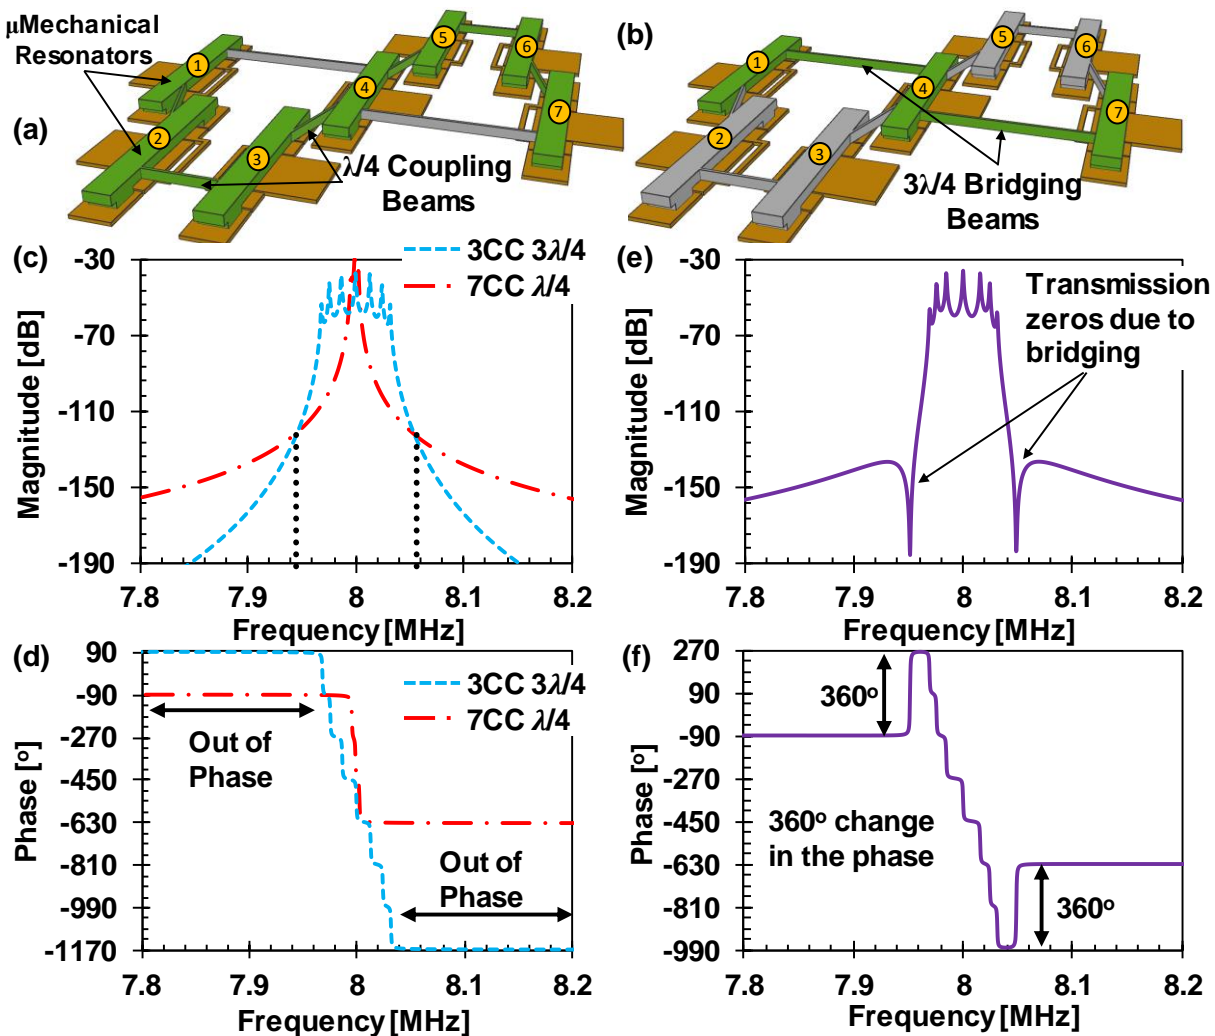 μMechanical
Resonators
(a)
1
2
3
4
5
6
7
λ/4 Coupling
Beams
(b)
1
2
3
4
5
6
7
3λ/4 Bridging
Beams
(c)
3CC 3λ/4
7CC λ/4
Magnitude [dB]
-30
-70
-110
-150
-190
7.8
7.9
8
8.1
8.2
Frequency [MHz]
(e)
Transmission
zeros due to
bridging
Magnitude [dB]
-30
-70
-110
-150
-190
7.8
7.9
8
8.1
8.2
Frequency [MHz]
(d)
3CC 3λ/4
7CC λ/4
Out of
Phase
Out of
Phase
Phase [°]
90
-90
-270
-450
-630
-810
-990
-1170
7.8
7.9
8
8.1
8.2
Frequency [MHz]
(f)
360°
360° change
in the phase
360°
Phase [°]
270
90
-90
-270
-450
-630
-810
-990
7.8
7.9
8
8.1
8.2
Frequency [MHz]